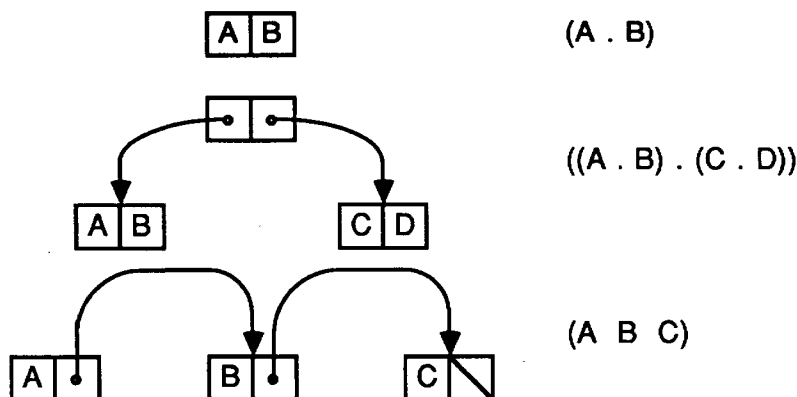 A B (A . B)
((A . B) . (C . D))
A B C D
(A B C)
A B C